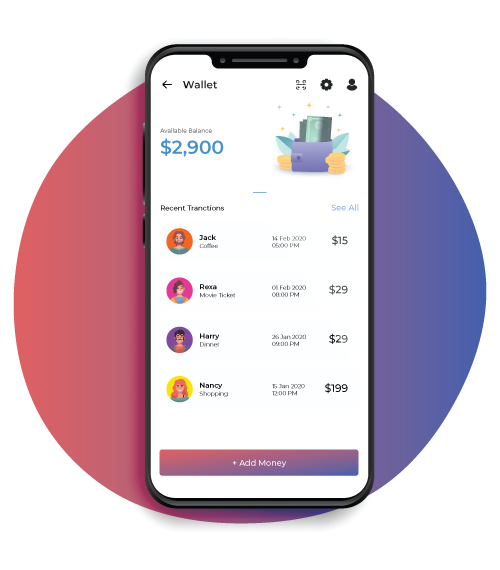 Wallet
Available Balance
$2,900
Recent Tranctions See All
Jack 14 Feb 2020 $15
Coffee 05:00 PM
Rexa 01 Feb 2020 $29
Movie Ticket 08:00 PM
Harry 26 Jan 2020 $29
Dinner 09:00 PM
Nancy 15 Jan 2020 $199
Shopping 12:00 PM
+ Add Money